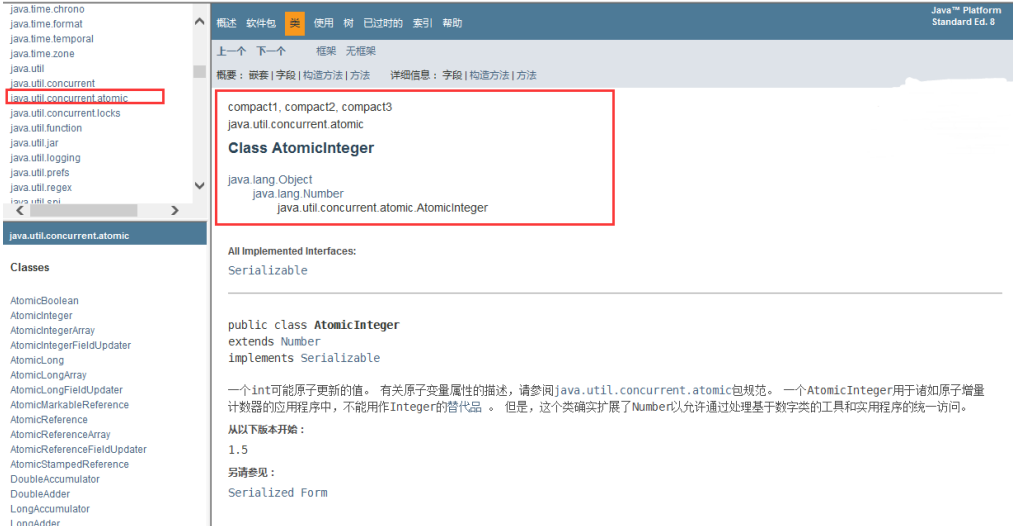 java.time.chrono
java.time.format
java.time.temporal
java.time.zone
java.util
java.util.concurrent
java.util.concurrent.atomic
java.util.concurrent.locks
java.util.function
java.util.jar
java.util.logging
java.util.prefs
java.util.regex
java.util.spi
java.util.concurrent.atomic
Classes
AtomicBoolean
AtomicInteger
AtomicIntegerArray
AtomicIntegerFieldUpdater
AtomicLong
AtomicLongArray
AtomicLongFieldUpdater
AtomicMarkableReference
AtomicReference
AtomicReferenceArray
AtomicReferenceFieldUpdater
AtomicStampedReference
DoubleAccumulator
DoubleAdder
LongAccumulator
LongAdder
概述 软件包 类 使用 树 已过时的 索引 帮助
Java™ Platform
Standard Ed. 8
上一个 下一个 框架 无框架
概要： 嵌套 | 字段 | 构造方法 | 方法 详细信息： 字段 | 构造方法 | 方法
compact1, compact2, compact3
java.util.concurrent.atomic
Class AtomicInteger
java.lang.Object
java.lang.Number
java.util.concurrent.atomic.AtomicInteger
All Implemented Interfaces:
Serializable
public class AtomicInteger
extends Number
implements Serializable
一个int可能原子更新的值。 有关原子变量属性的描述，请参阅java.util.concurrent.atomic包规范。 一个AtomicInteger用于诸如原子增量
计数器的应用程序中，不能用作Integer的替代品 。 但是，这个类确实扩展了Number以允许通过处理基于数字类的工具和实用程序的统一访问。
从以下版本开始：
1.5
另请参见：
Serialized Form